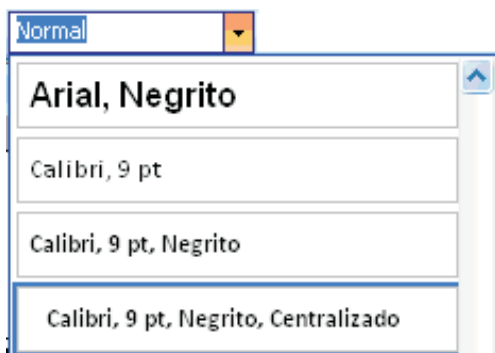 Normal
Arial, Negrito
Calibri, 9 pt
Calibri, 9 pt, Negrito
Calibri, 9 pt, Negrito, Centralizado